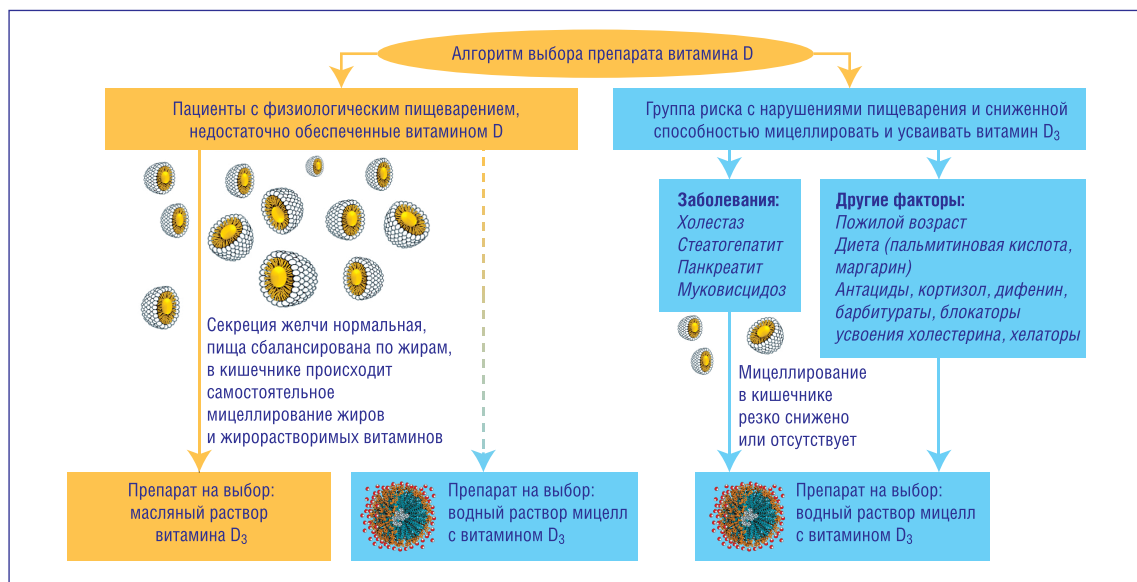 Алгоритм выбора препарата витамина D
Пациенты с физиологическим пищеварением,
недостаточно обеспеченные витамином D
Группа риска с нарушениями пищеварения и сниженной
способностью мицеллировать и усваивать витамин D₃
Заболевания:
Холестаз
Стеатогепатит
Панкреатит
Муковисцидоз
Другие факторы:
Пожилой возраст
Диета (пальмитиновая кислота,
маргарин)
Антациды, кортизол, дифенин,
барбитураты, блокаторы
усвоения холестерина, хелаторы
Секреция желчи нормальная,
пища сбалансирована по жирам,
в кишечнике происходит
самостоятельное
мицеллирование жиров
и жирорастворимых витаминов
Мицеллирование
в кишечнике
резко снижено
или отсутствует
Препарат на выбор:
масляный раствор
витамина D₃
Препарат на выбор:
водный раствор мицелл
с витамином D₃
Препарат на выбор:
водный раствор мицелл
с витамином D₃